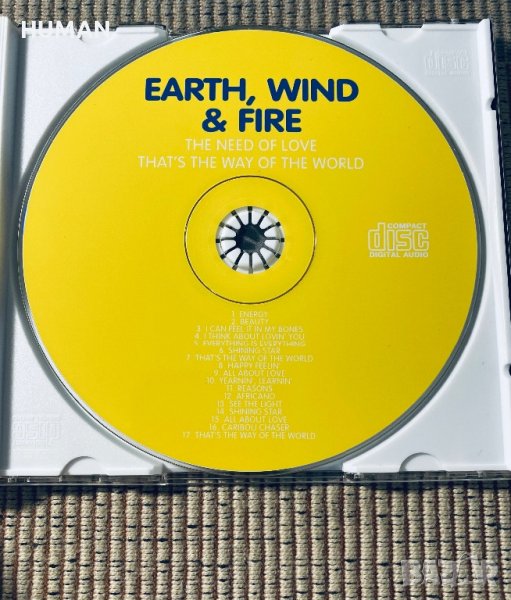 HUMAN
EARTH, WIND
& FIRE
THE NEED OF LOVE
THAT'S THE WAY OF THE WORLD
COMPACT
disc
DIGITAL AUDIO
1. ENERGY
2. BEAUTY
3. I CAN FEEL IT IN MY BONES
4. I THINK ABOUT LOVIN' YOU
5. EVERYTHING IS EVERYTHING
6. SHINING STAR
7. THAT'S THE WAY OF THE WORLD
8. HAPPY FEELIN'
9. ALL ABOUT LOVE
10. YEARNIN', LEARNIN'
11. REASONS
12. AFRICANO
13. SEE THE LIGHT
14. SHINING STAR
15. ALL ABOUT LOVE
16. CARIBOU CHASER
17. THAT'S THE WAY OF THE WORLD
disc
БАЗАР